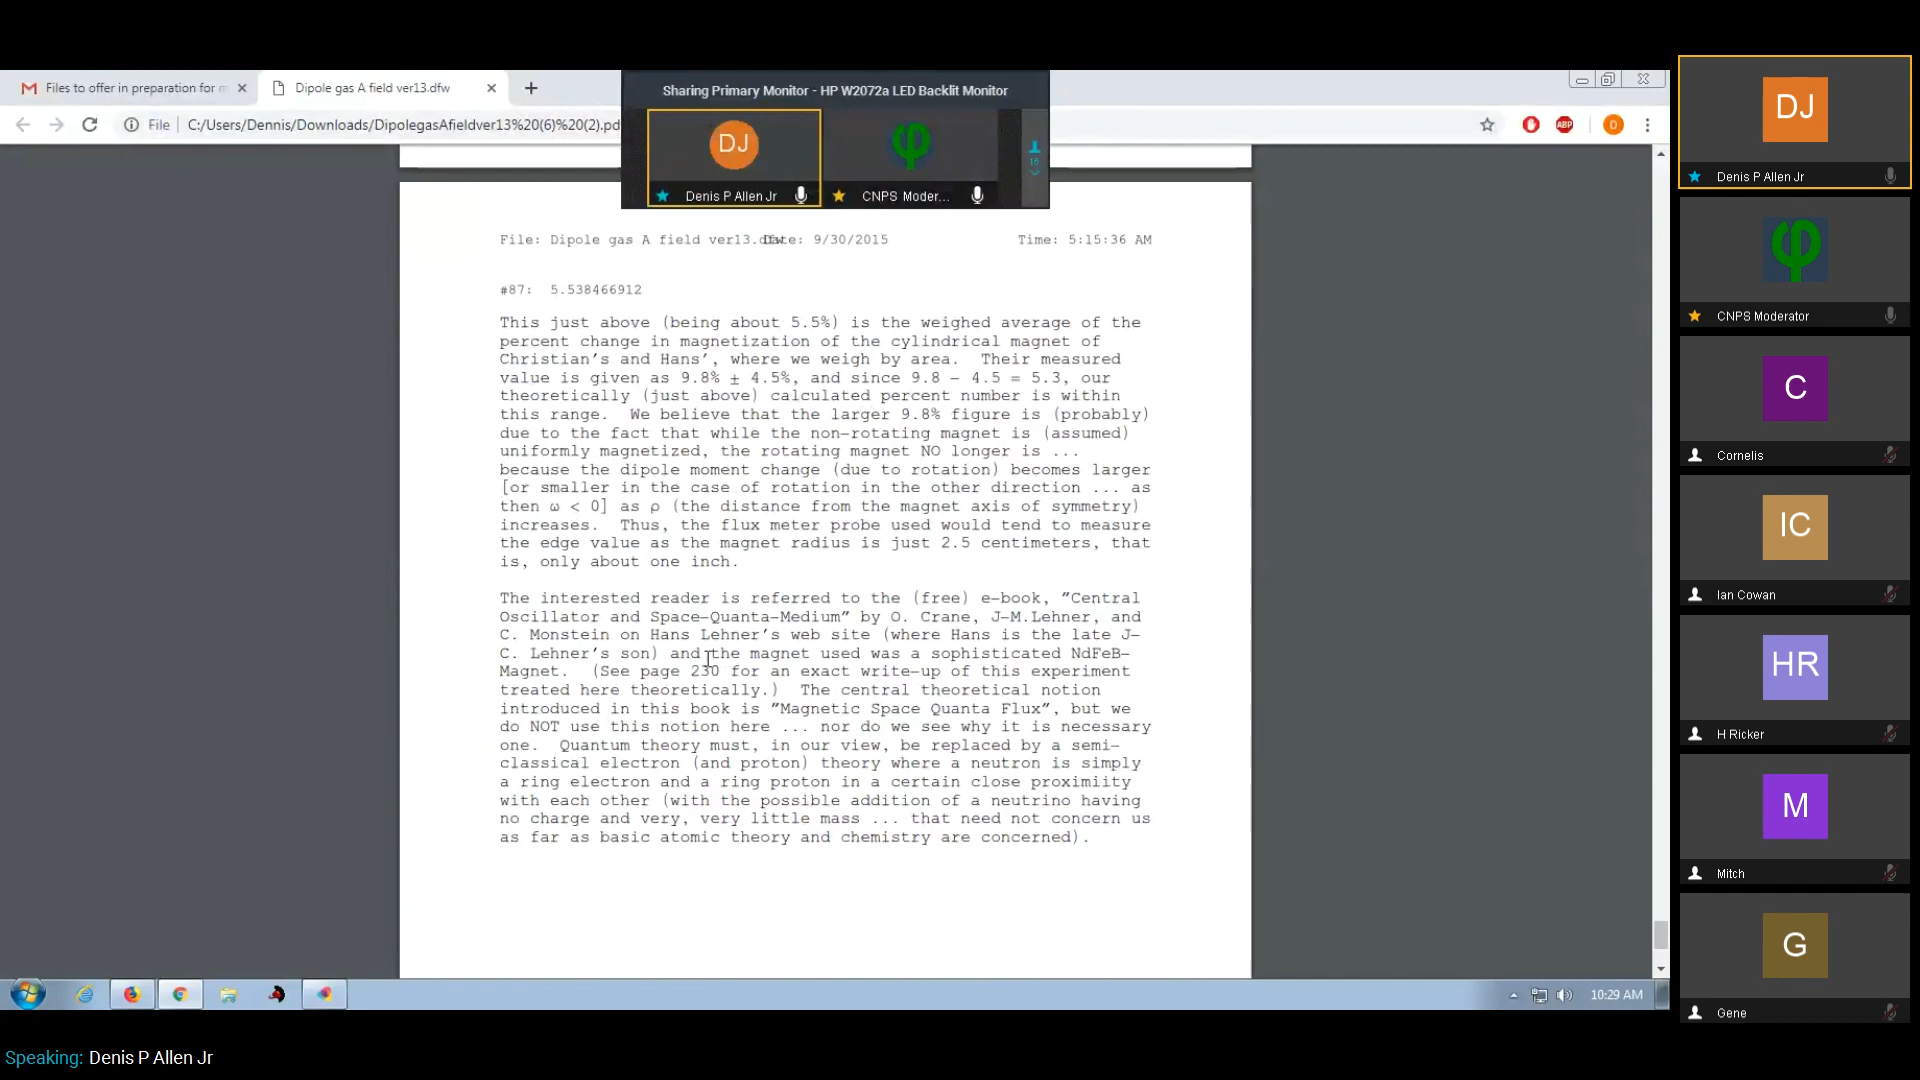 Files to offer in preparation for m
Dipole gas A field ver13.dfw
Sharing Primary Monitor - HP W2072a LED Backlit Monitor
File
C:/Users/Dennis/Downloads/DipolegasAfieldver13%20(6)%20(2).pd
ABP
D
DJ
Denis P Allen Jr
CNPS Moder...
16
File: Dipole gas A field ver13.dfw
Date: 9/30/2015
Time: 5:15:36 AM
#87: 5.538466912
This just above (being about 5.5%) is the weighed average of the
percent change in magnetization of the cylindrical magnet of
Christian's and Hans', where we weigh by area. Their measured
value is given as 9.8% ± 4.5%, and since 9.8 - 4.5 = 5.3, our
theoretically (just above) calculated percent number is within
this range. We believe that the larger 9.8% figure is (probably)
due to the fact that while the non-rotating magnet is (assumed)
uniformly magnetized, the rotating magnet NO longer is ...
because the dipole moment change (due to rotation) becomes larger
[or smaller in the case of rotation in the other direction ... as
then ω < 0] as ρ (the distance from the magnet axis of symmetry)
increases. Thus, the flux meter probe used would tend to measure
the edge value as the magnet radius is just 2.5 centimeters, that
is, only about one inch.
The interested reader is referred to the (free) e-book, "Central
Oscillator and Space-Quanta-Medium" by O. Crane, J-M.Lehner, and
C. Monstein on Hans Lehner's web site (where Hans is the late J-
C. Lehner's son) and the magnet used was a sophisticated NdFeB-
Magnet. (See page 230 for an exact write-up of this experiment
treated here theoretically.) The central theoretical notion
introduced in this book is "Magnetic Space Quanta Flux", but we
do NOT use this notion here ... nor do we see why it is necessary
one. Quantum theory must, in our view, be replaced by a semi-
classical electron (and proton) theory where a neutron is simply
a ring electron and a ring proton in a certain close proximiity
with each other (with the possible addition of a neutrino having
no charge and very, very little mass ... that need not concern us
as far as basic atomic theory and chemistry are concerned).
10:29 AM
DJ
Denis P Allen Jr
CNPS Moderator
C
Cornelis
IC
Ian Cowan
HR
H Ricker
M
Mitch
G
Gene
Speaking: Denis P Allen Jr